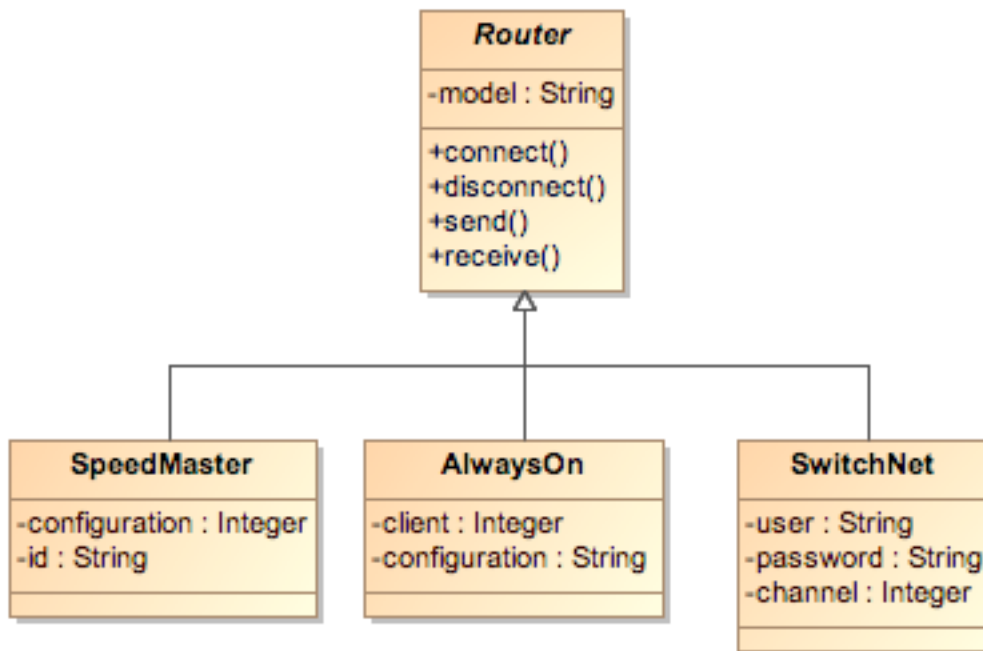 Router
-model : String
+connect()
+disconnect()
+send()
+receive()
SpeedMaster
-configuration : Integer
-id : String
AlwaysOn
-client : Integer
-configuration : String
SwitchNet
-user : String
-password : String
-channel : Integer